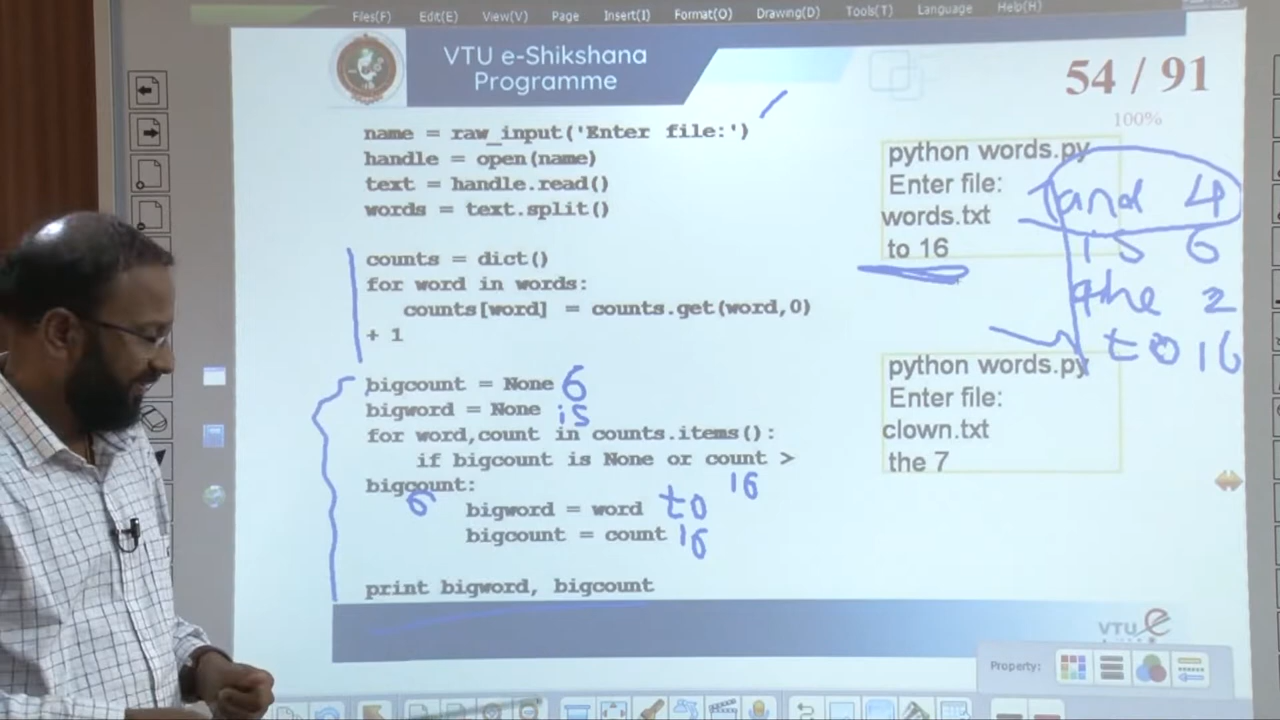 Files(F) Edit(E) View(V) Page Insert(I) Format(O) Drawing(D) Tools(T) Language Help(H)
VTU e-Shikshana
Programme
54 / 91
100%
name = raw_input('Enter file:')
handle = open(name)
text = handle.read()
words = text.split()
counts = dict()
for word in words:
counts[word] = counts.get(word,0)
+ 1
bigcount = None 6
bigword = None is
for word,count in counts.items():
if bigcount is None or count >
bigcount:
6 16
bigword = word to
bigcount = count 16
print bigword, bigcount
python words.py
Enter file:
words.txt
to 16
and 4
is 6
the 2
to 16
python words.py
Enter file:
clown.txt
the 7
VTU e
Property: